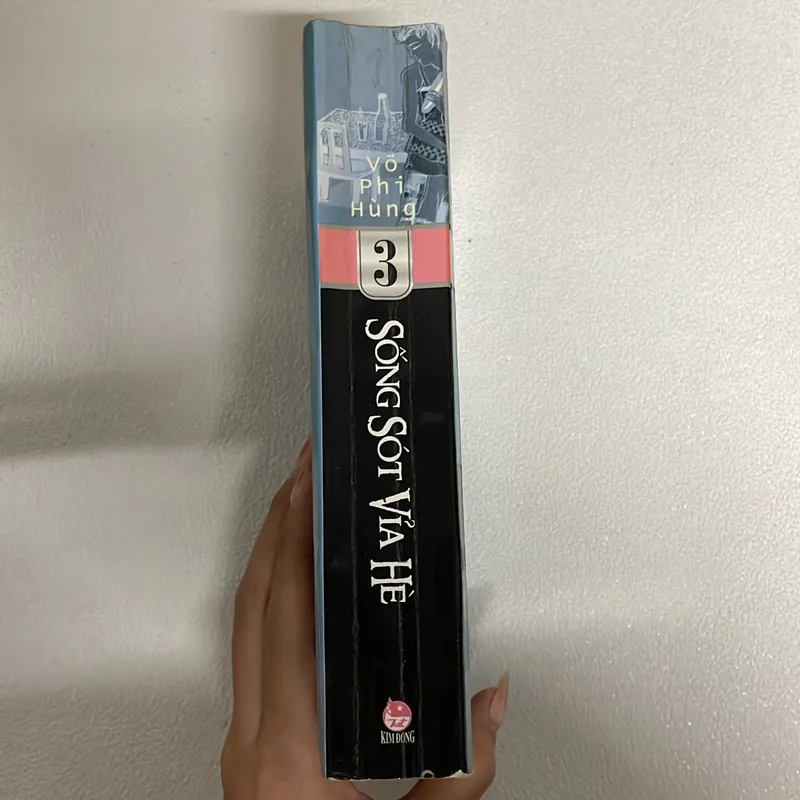 Võ
Phi
Hùng
3
SỐNG SÓT VỈA HÈ
KIM ĐỒNG